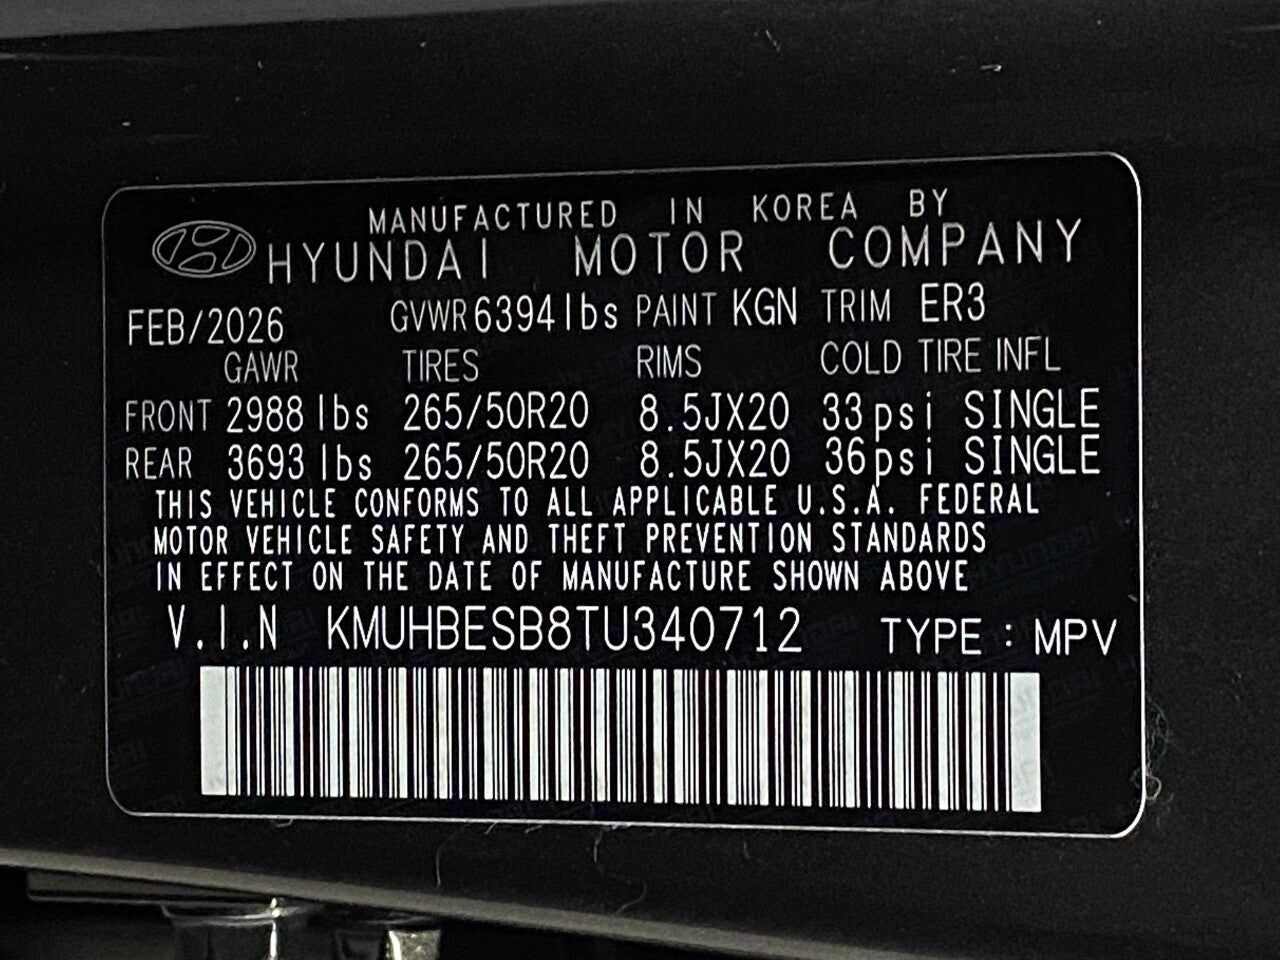 MANUFACTURED IN KOREA BY
HYUNDAI MOTOR COMPANY
FEB/2026 GVWR 6394lbs PAINT KGN TRIM ER3
GAWR TIRES RIMS COLD TIRE INFL
FRONT 2988 lbs 265/50R20 8.5JX20 33psi SINGLE
REAR 3693 lbs 265/50R20 8.5JX20 36psi SINGLE
THIS VEHICLE CONFORMS TO ALL APPLICABLE U.S.A. FEDERAL
MOTOR VEHICLE SAFETY AND THEFT PREVENTION STANDARDS
IN EFFECT ON THE DATE OF MANUFACTURE SHOWN ABOVE
V.I.N KMUHBESB8TU340712 TYPE : MPV